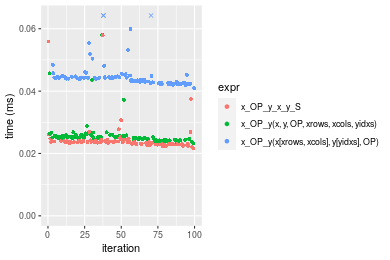 0.06
0.04
0.02
0.00
time (ms)
0
25
50
75
100
iteration
expr
x_OP_y_x_y_S
x_OP_y(x, y, OP, xrows, xcols, yidxs)
x_OP_y(x[xrows, xcols], y[yidxs], OP)